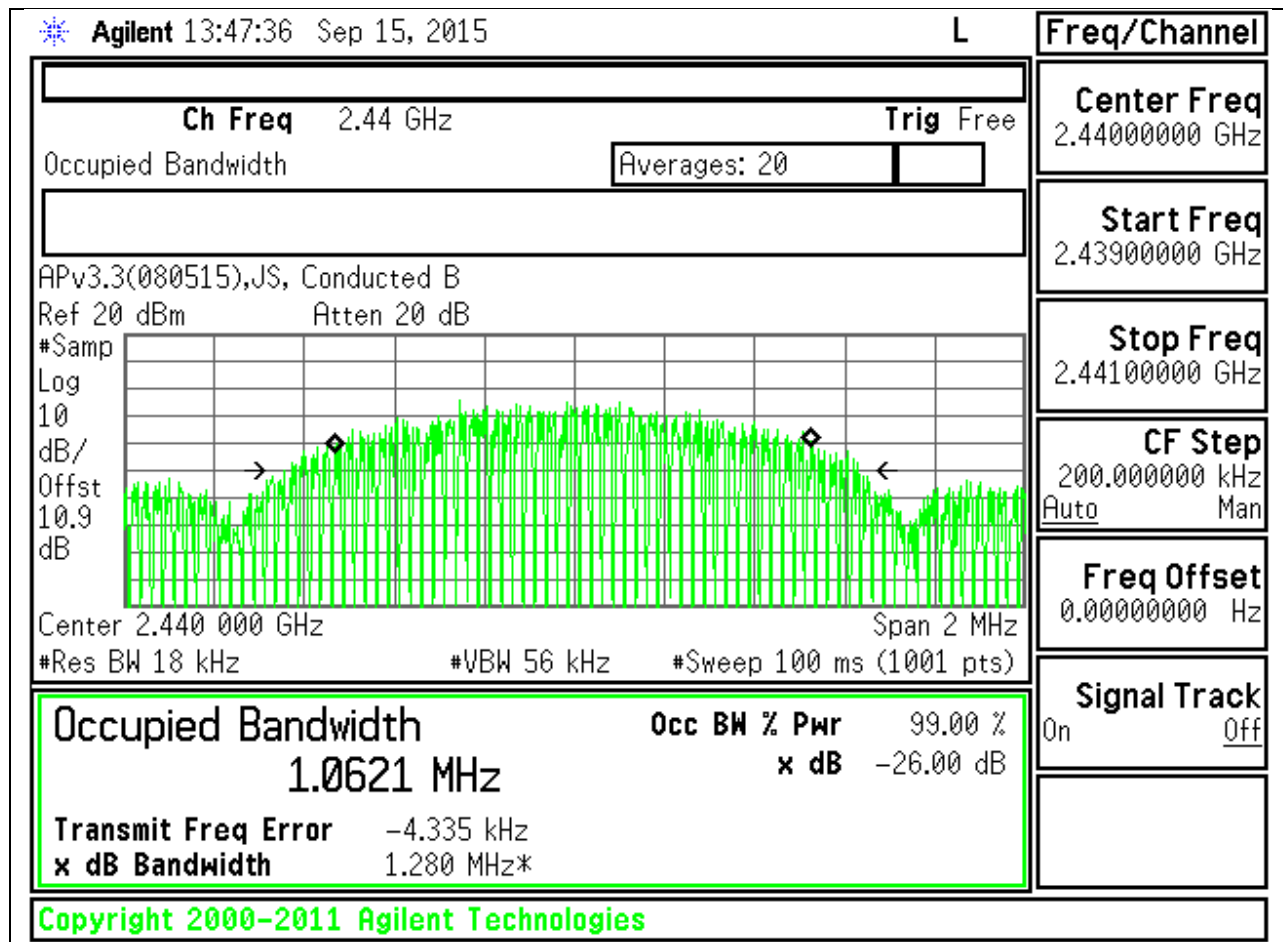 Agilent 13:47:36 Sep 15, 2015 L
Ch Freq 2.44 GHz Trig Free
Occupied Bandwidth Averages: 20
APv3.3(080515),JS, Conducted B
Ref 20 dBm Atten 20 dB
#Samp
Log
10
dB/
Offst
10.9
dB
Center 2.440 000 GHz Span 2 MHz
#Res BW 18 kHz #VBW 56 kHz #Sweep 100 ms (1001 pts)
Occupied Bandwidth
1.0621 MHz
Occ BW % Pwr 99.00 %
x dB -26.00 dB
Transmit Freq Error -4.335 kHz
x dB Bandwidth 1.280 MHz*
Copyright 2000-2011 Agilent Technologies
Freq/Channel
Center Freq
2.44000000 GHz
Start Freq
2.43900000 GHz
Stop Freq
2.44100000 GHz
CF Step
200.000000 kHz
Auto Man
Freq Offset
0.00000000 Hz
Signal Track
On Off